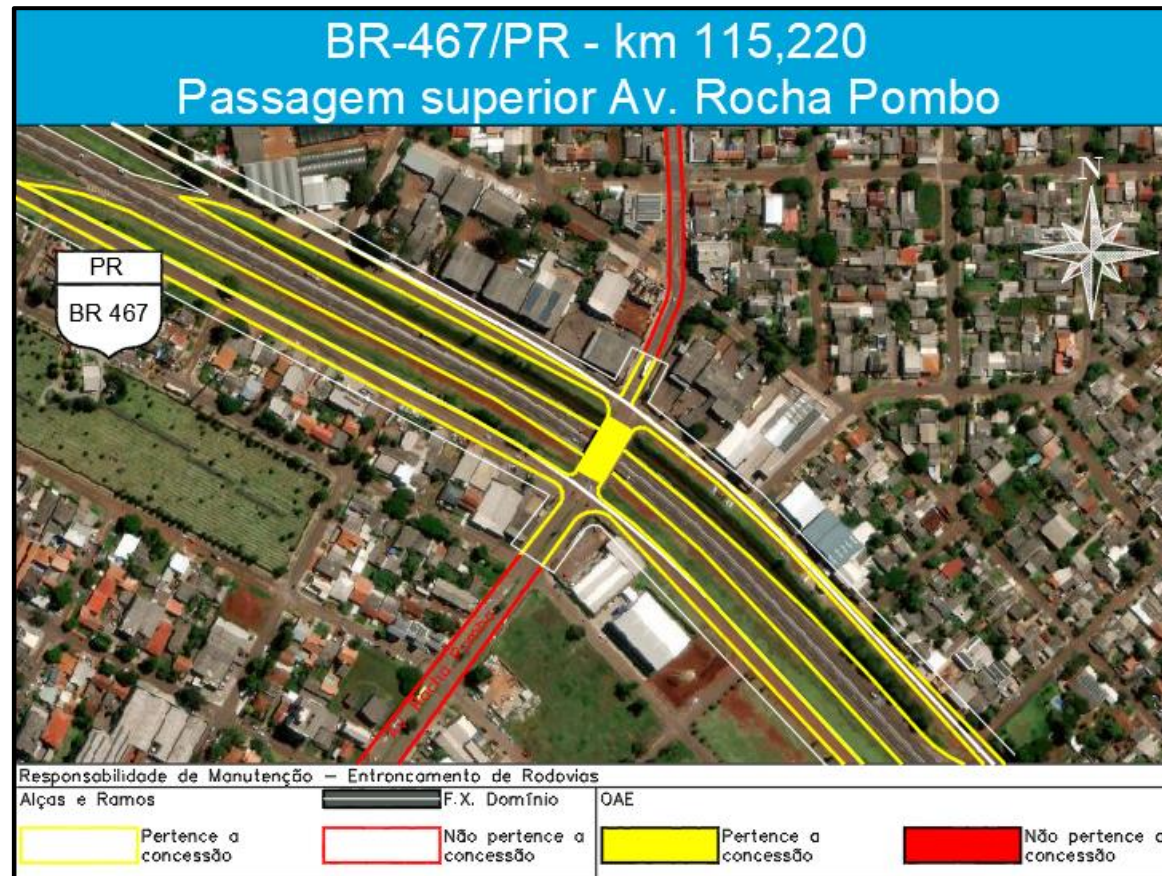 BR-467/PR - km 115,220
Passagem superior Av. Rocha Pombo
N
PR
BR 467
Av. Rocha Pombo
Responsabilidade de Manutenção – Entroncamento de Rodovias
Alças e Ramos
F.X. Domínio
OAE
Pertence a
concessão
Não pertence a
concessão
Pertence a
concessão
Não pertence a
concessão